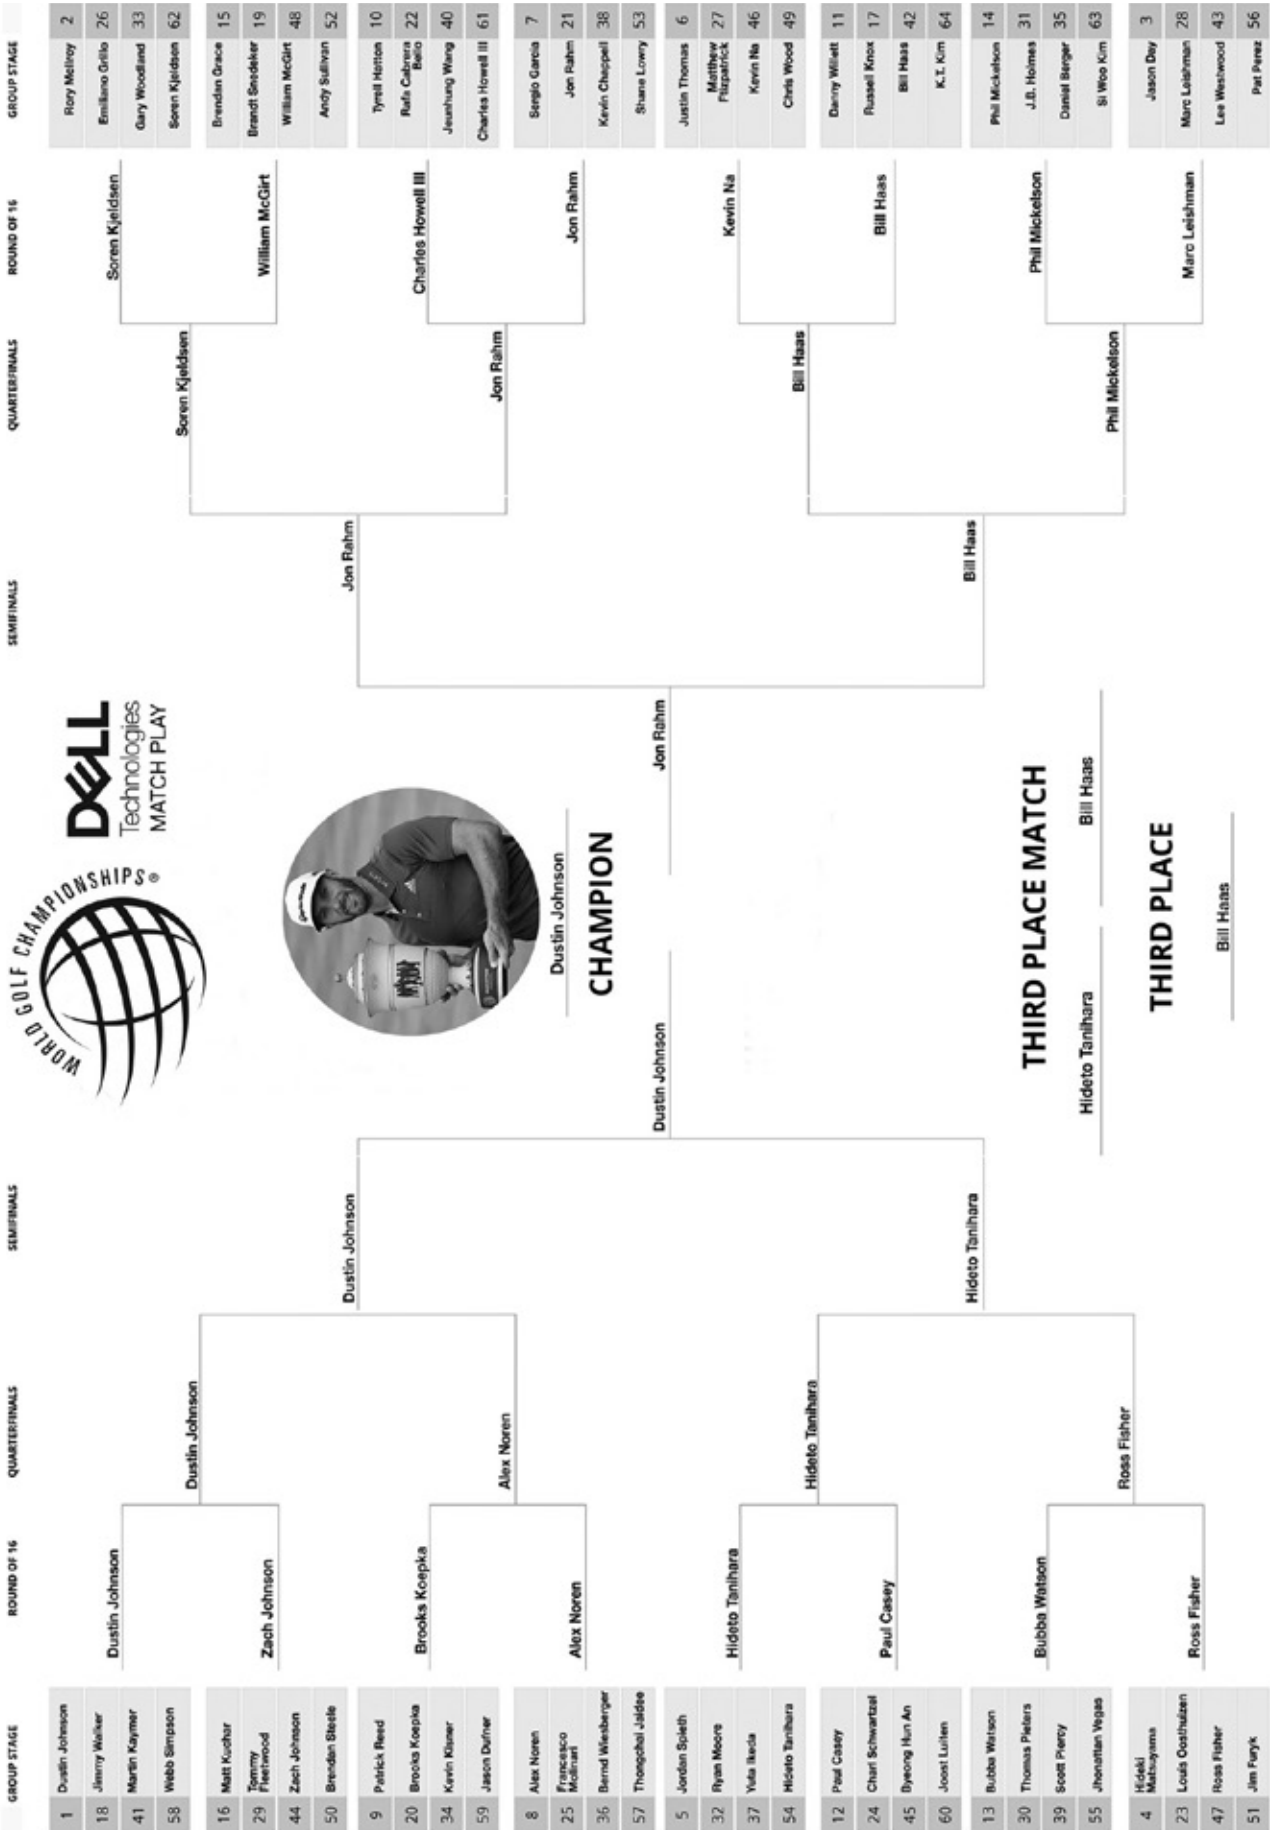 GROUP STAGE
ROUND OF 16
QUARTERFINALS
SEMIFINALS
SEMIFINALS
QUARTERFINALS
ROUND OF 16
GROUP STAGE
1 Dustin Johnson
18 Jimmy Walker
41 Martin Kaymer
58 Webb Simpson
16 Matt Kuchar
29 Tommy
Fleetwood
44 Zach Johnson
50 Brendan Steele
9 Patrick Reed
20 Brooks Koepka
34 Kevin Kisner
59 Jason Dufner
8 Alex Noren
25 Francesco
Molinari
36 Bernd Wiesberger
57 Thongchai Jaidee
5 Jordan Spieth
32 Ryan Moore
37 Yuta Ikeda
54 Hideto Tanihara
12 Paul Casey
24 Charl Schwartzel
45 Byeong Hun An
60 Joost Luiten
13 Bubba Watson
30 Thomas Pieters
39 Scott Piercy
55 Jhonattan Vegas
4 Hideki
Matsuyama
23 Louis Oosthuizen
47 Ross Fisher
51 Jim Furyk
Dustin Johnson
Zach Johnson
Brooks Koepka
Alex Noren
Hideto Tanihara
Paul Casey
Bubba Watson
Ross Fisher
Dustin Johnson
Alex Noren
Hideto Tanihara
Ross Fisher
Dustin Johnson
Hideto Tanihara
WORLD GOLF CHAMPIONSHIPS®
DELL
Technologies
MATCH PLAY
Dustin Johnson
CHAMPION
Dustin Johnson
Jon Rahm
THIRD PLACE MATCH
Hideto Tanihara
Bill Haas
THIRD PLACE
Bill Haas
Jon Rahm
Bill Haas
Soren Kjeldsen
Jon Rahm
Bill Haas
Phil Mickelson
Soren Kjeldsen
William McGirt
Charles Howell III
Jon Rahm
Kevin Na
Bill Haas
Phil Mickelson
Marc Leishman
Rory McIlroy 2
Emiliano Grillo 26
Gary Woodland 33
Soren Kjeldsen 62
Brendan Grace 15
Brandt Snedeker 19
William McGirt 48
Andy Sullivan 52
Tyrrell Hatton 10
Rafa Cabrera
Bello 22
Jeunhung Wang 40
Charles Howell III 61
Sergio Garcia 7
Jon Rahm 21
Kevin Chappell 38
Shane Lowry 53
Justin Thomas 6
Matthew
Fitzpatrick 27
Kevin Na 46
Chris Wood 49
Danny Willett 11
Russell Knox 17
Bill Haas 42
K.T. Kim 64
Phil Mickelson 14
J.B. Holmes 31
Daniel Berger 35
Si Woo Kim 63
Jason Day 3
Marc Leishman 28
Lee Westwood 43
Pat Perez 56